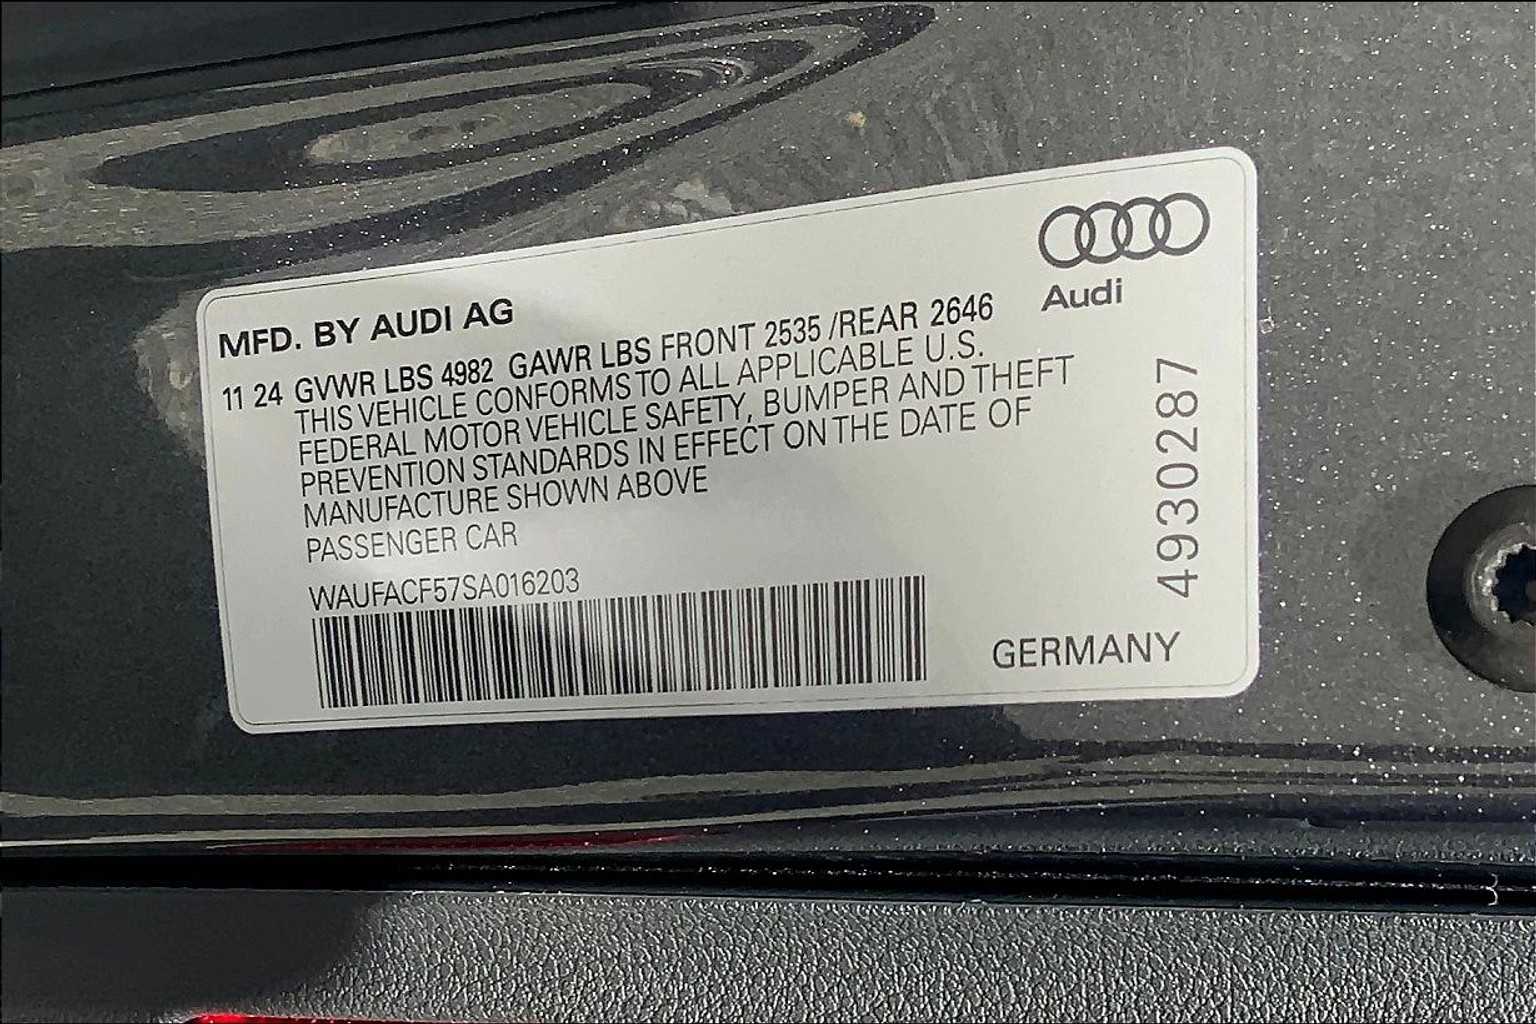 Audi
MFD. BY AUDI AG
11 24 GVWR LBS 4982 GAWR LBS FRONT 2535 /REAR 2646
THIS VEHICLE CONFORMS TO ALL APPLICABLE U.S.
FEDERAL MOTOR VEHICLE SAFETY, BUMPER AND THEFT
PREVENTION STANDARDS IN EFFECT ON THE DATE OF
MANUFACTURE SHOWN ABOVE
PASSENGER CAR
WAUFACF57SA016203
GERMANY
4930287